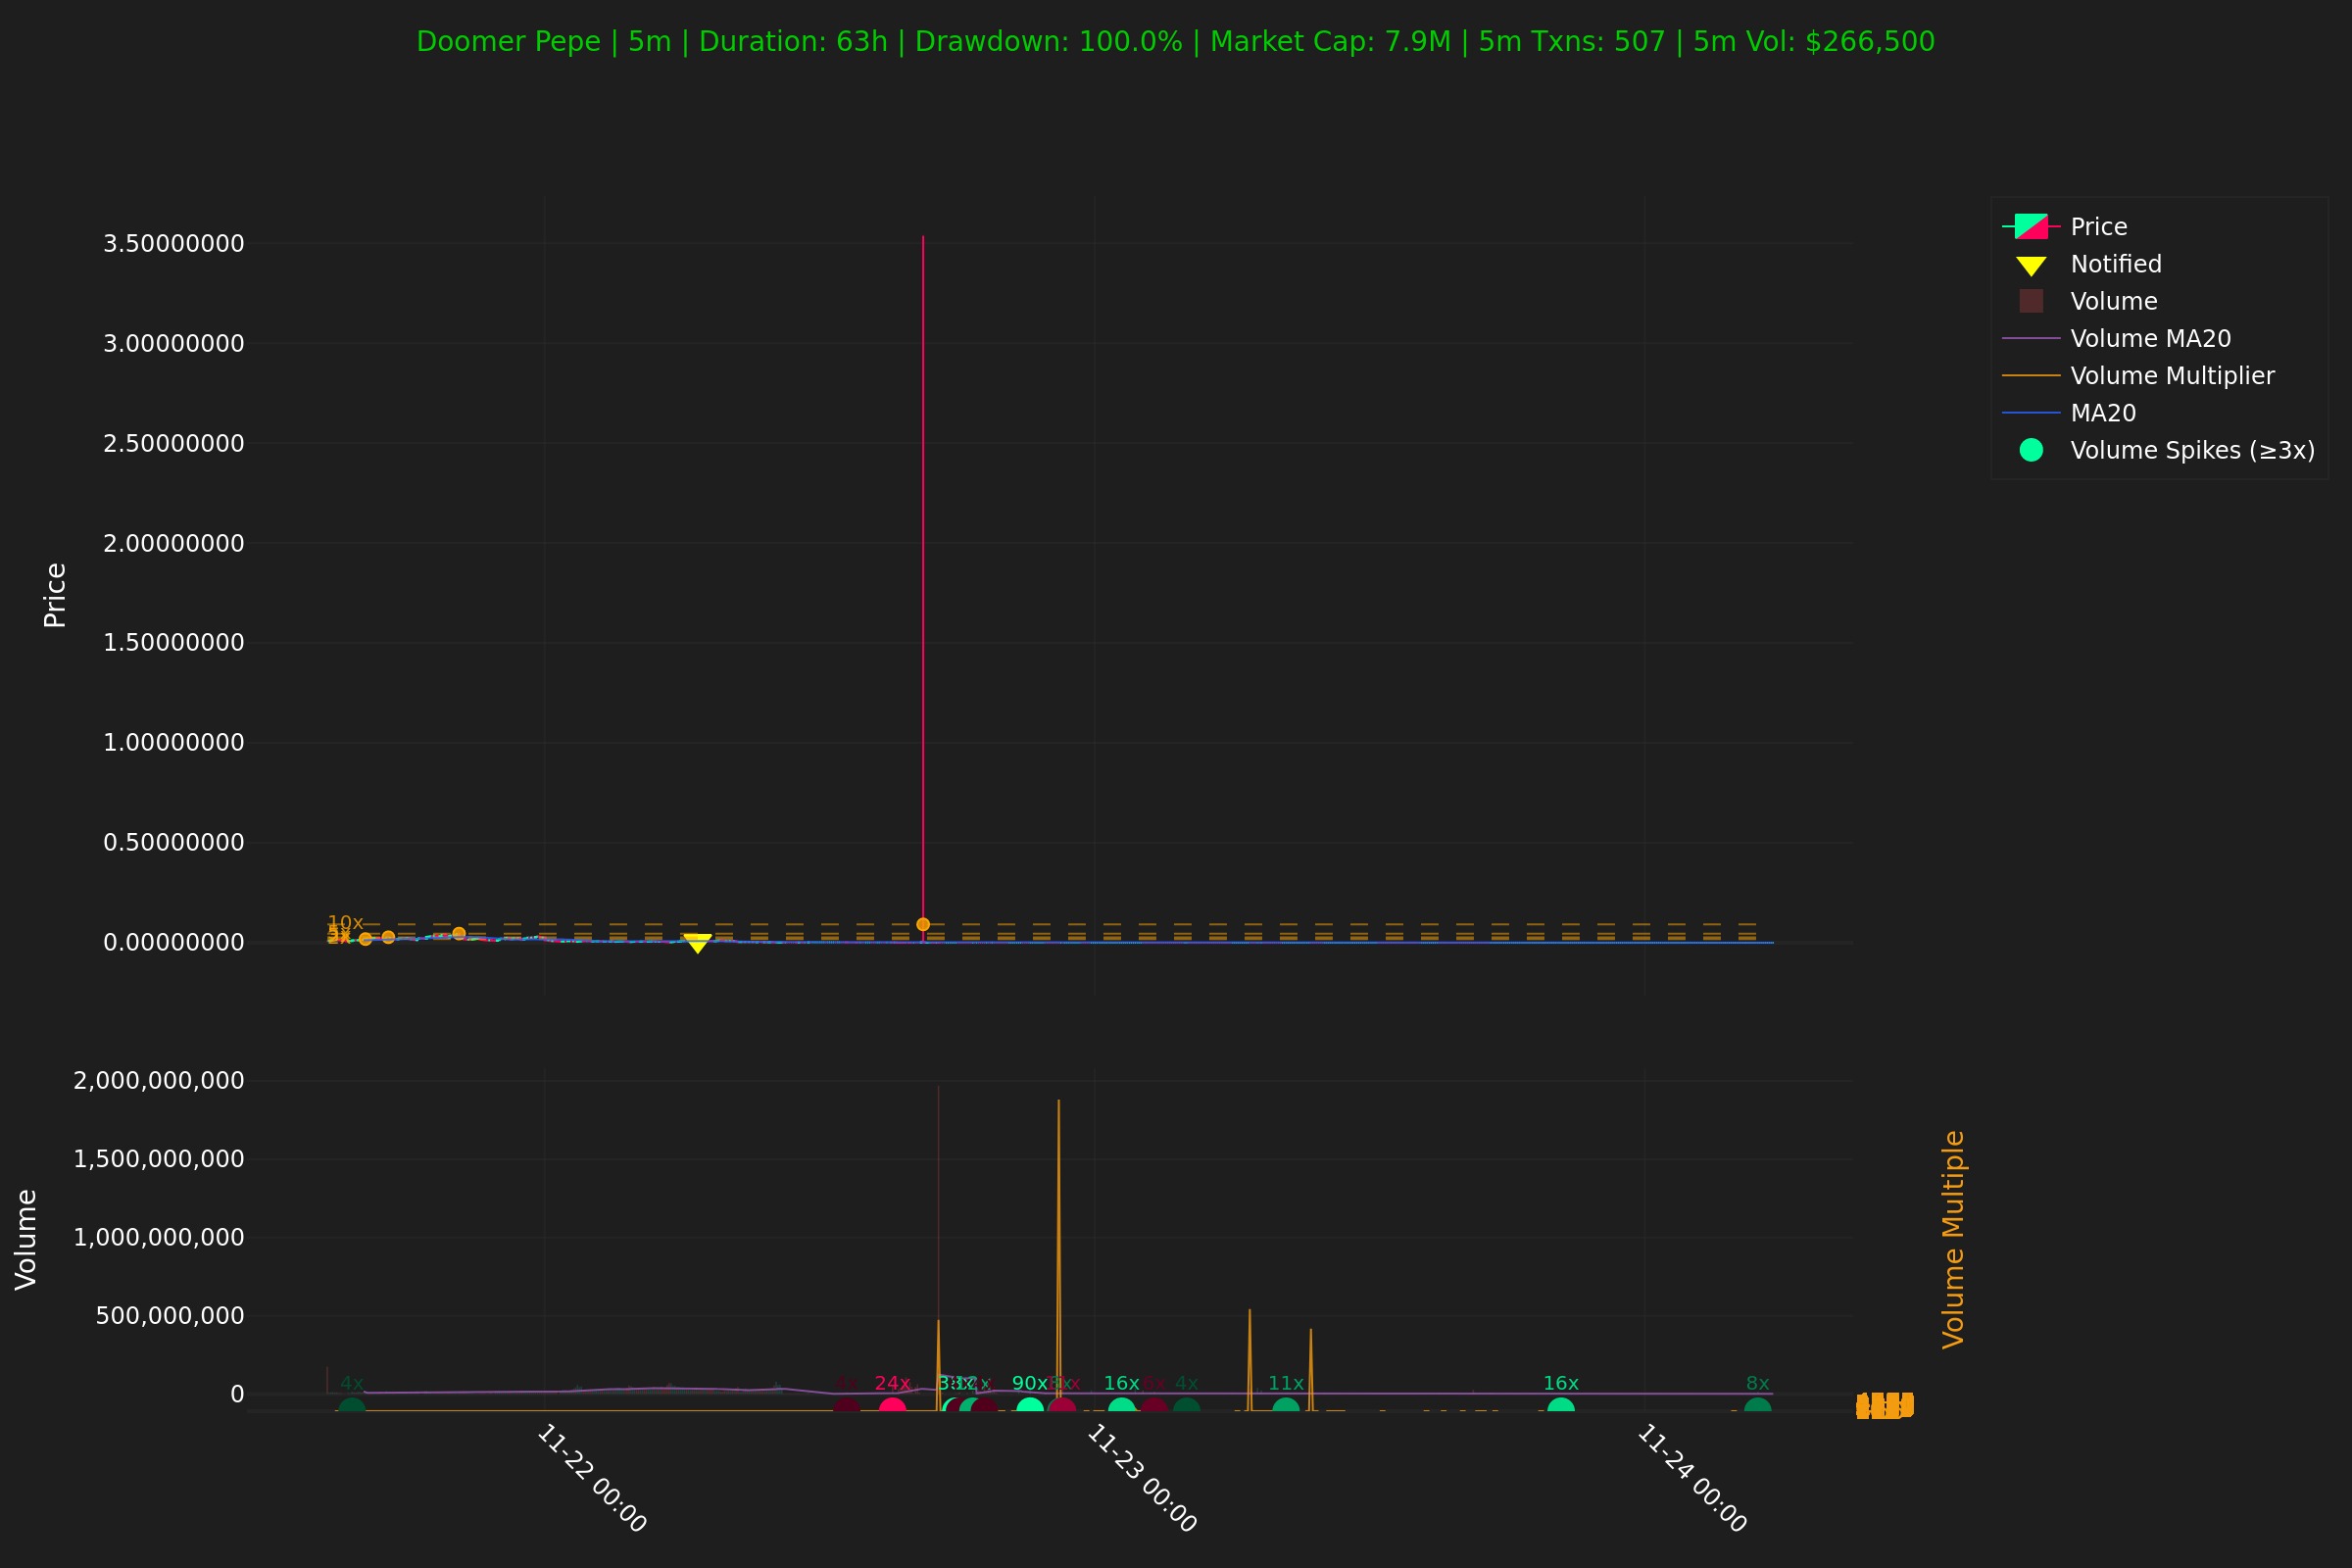 Doomer Pepe | 5m | Duration: 63h | Drawdown: 100.0% | Market Cap: 7.9M | 5m Txns: 507 | 5m Vol: $266,500
Price
3.50000000
3.00000000
2.50000000
2.00000000
1.50000000
1.00000000
0.50000000
0.00000000
10x
Price
Notified
Volume
Volume MA20
Volume Multiplier
MA20
Volume Spikes (≥3x)
Volume
2,000,000,000
1,500,000,000
1,000,000,000
500,000,000
0
4x
24x
90x
16x
4x
11x
16x
8x
Volume Multiple
11-22 00:00
11-23 00:00
11-24 00:00